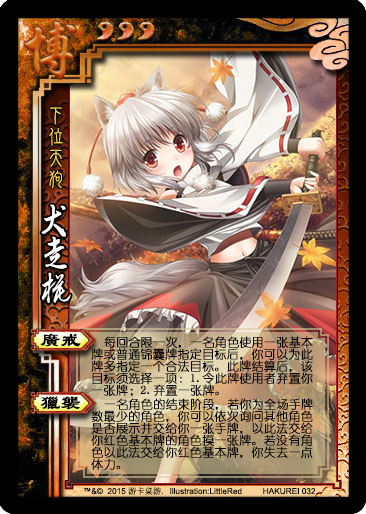 博
下位天狗
犬走椛
廣戒
每回合限一次，一名角色使用一张基本
牌或普通锦囊牌指定目标后，你可以为此
牌多指定一个合法目标。此牌结算后，该
目标须选择一项：1.令此牌使用者弃置你
一张牌；2.弃置一张牌。
獵襲
一名角色的结束阶段，若你为全场手牌
数最少的角色，你可以依次询问其他角色
是否展示并交给你一张手牌，以此法交给
你红色基本牌的角色摸一张牌。若没有角
色以此法交给你红色基本牌，你失去一点
体力。
™&© 2015 游卡桌游. Illustration:LittleRed HAKUREI 032